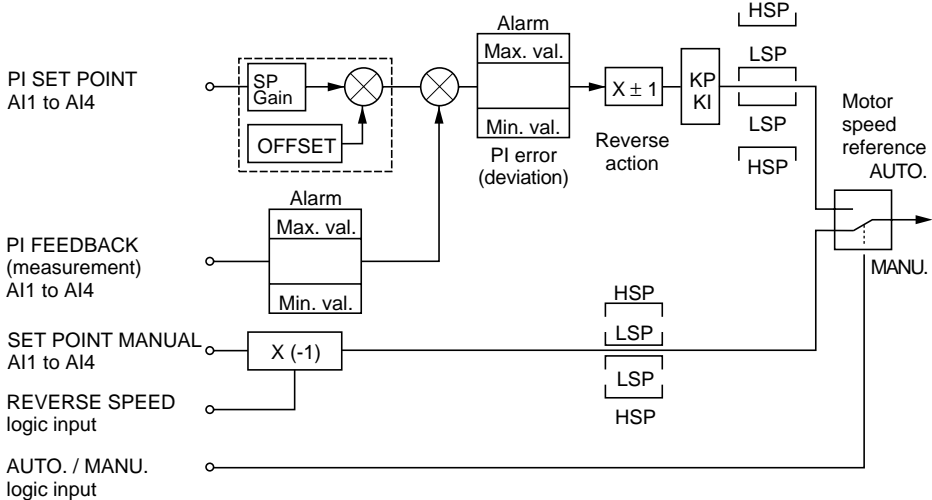 PI SET POINT
AI1 to AI4
SP
Gain
OFFSET
Alarm
Max. val.
Min. val.
PI error
(deviation)
X ± 1
Reverse
action
KP
KI
HSP
LSP
LSP
HSP
Motor
speed
reference
AUTO.
MANU.
PI FEEDBACK
(measurement)
AI1 to AI4
Alarm
Max. val.
Min. val.
SET POINT MANUAL
AI1 to AI4
X (-1)
HSP
LSP
LSP
HSP
REVERSE SPEED
logic input
AUTO. / MANU.
logic input